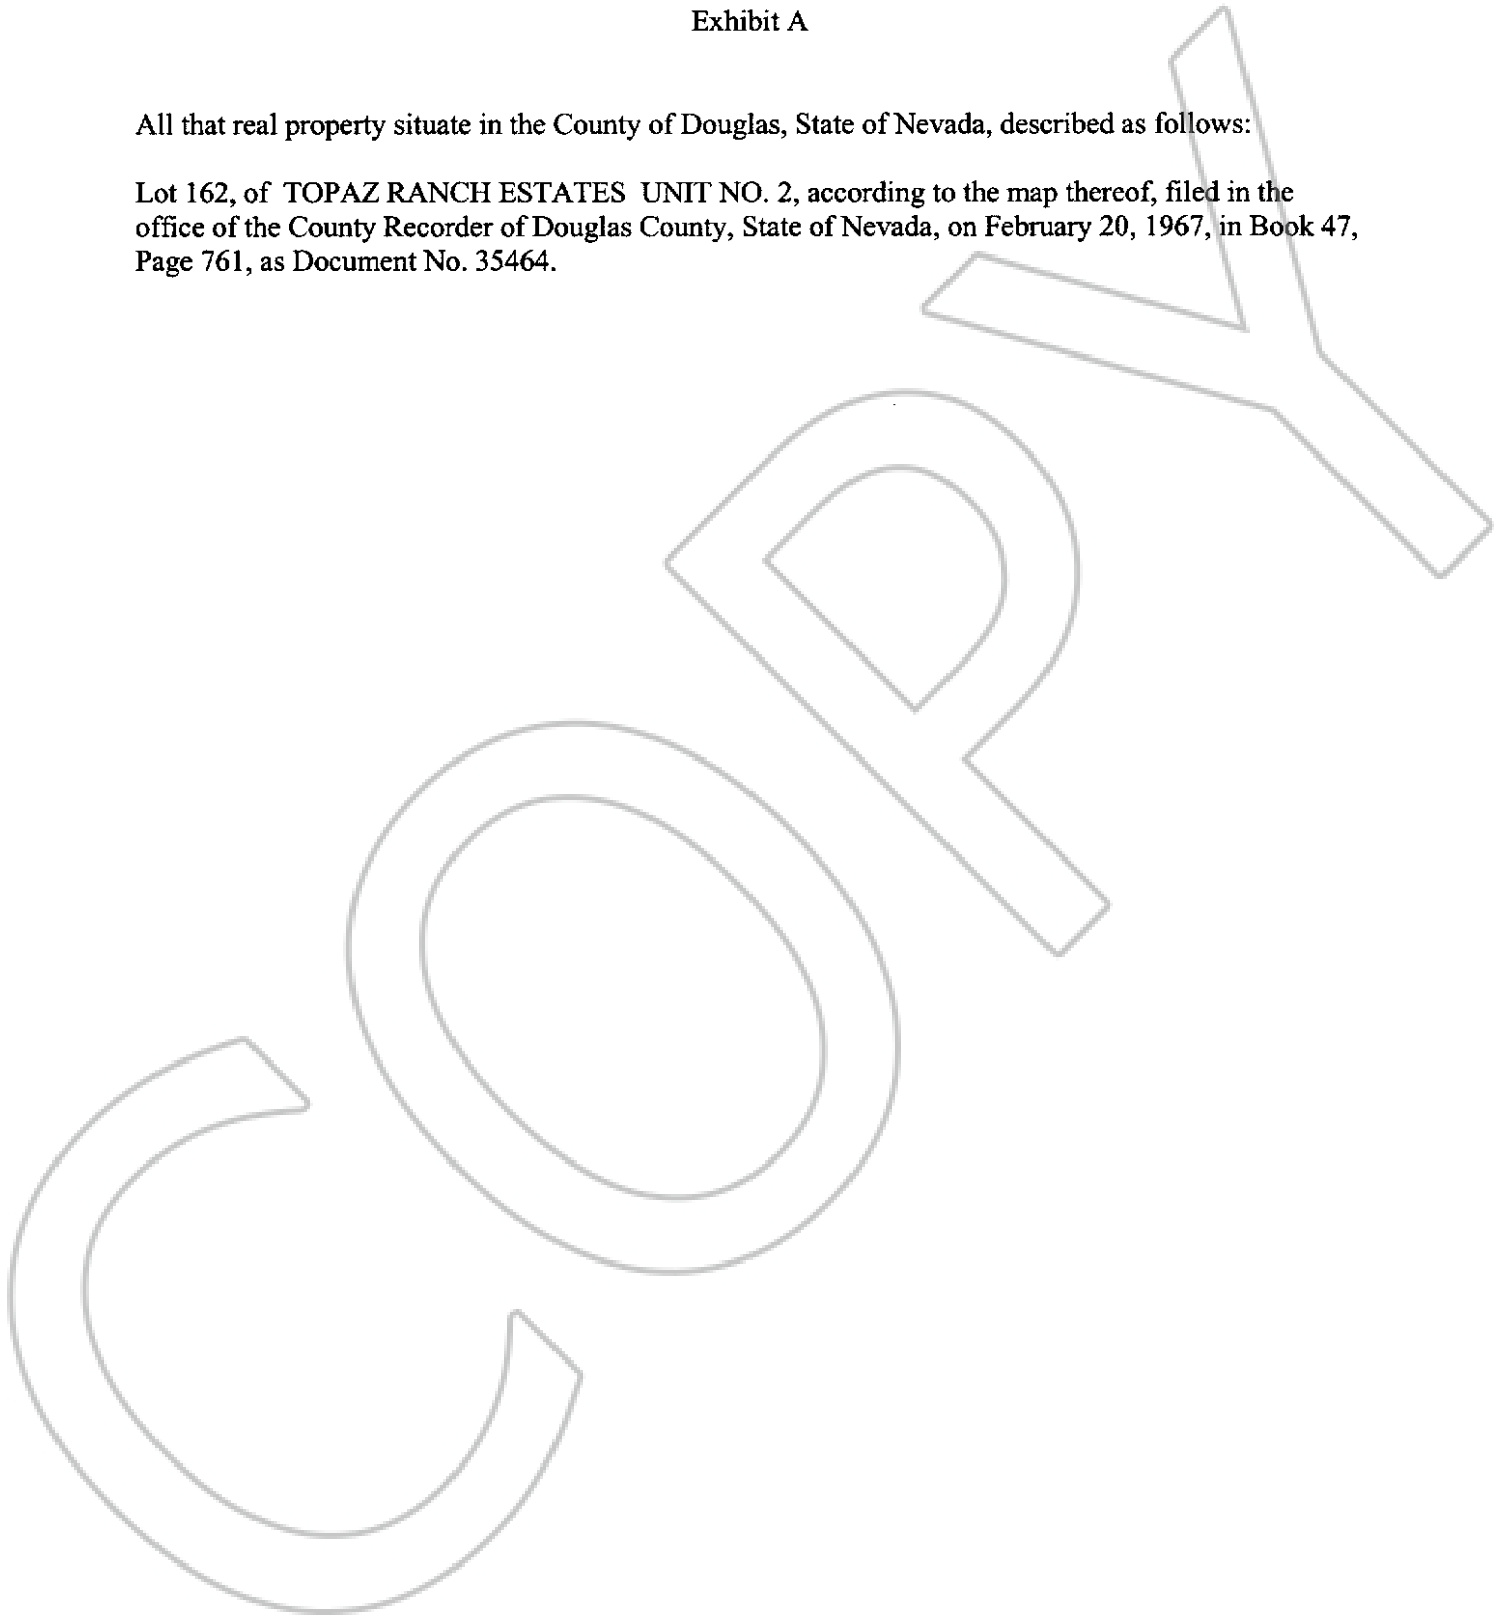 Exhibit A
All that real property situate in the County of Douglas, State of Nevada, described as follows:
Lot 162, of TOPAZ RANCH ESTATES UNIT NO. 2, according to the map thereof, filed in the
office of the County Recorder of Douglas County, State of Nevada, on February 20, 1967, in Book 47,
Page 761, as Document No. 35464.
COPY